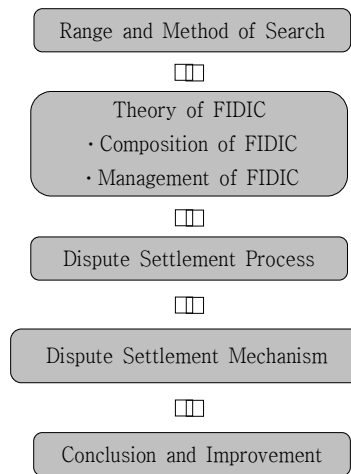 Range and Method of Search
Theory of FIDIC
・Composition of FIDIC
・Management of FIDIC
Dispute Settlement Process
Dispute Settlement Mechanism
Conclusion and Improvement